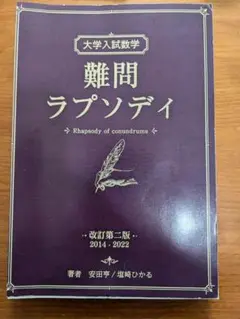 大学入試数学
難問
ラプソディ
Rhapsody of conundrums
改訂第二版
2014 - 2022
著者 安田亨/塩崎ひかる